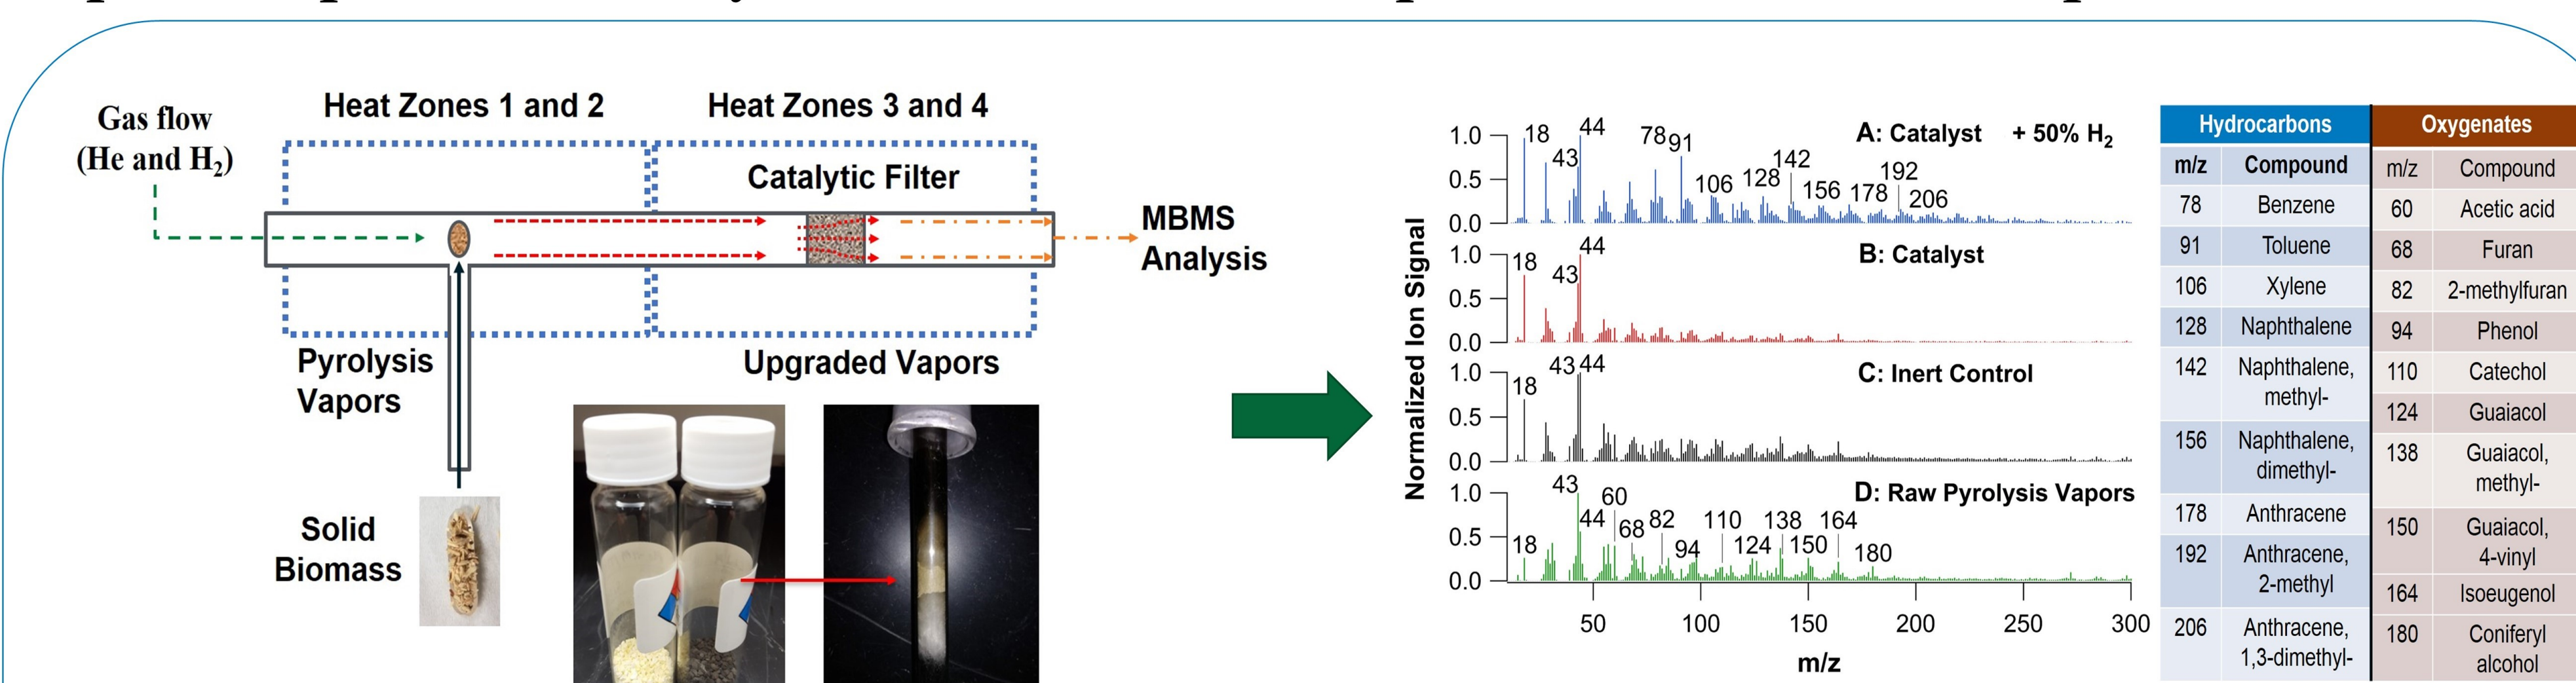 Gas flow
(He and H₂)
Heat Zones 1 and 2
Heat Zones 3 and 4
Catalytic Filter
MBMS
Analysis
Pyrolysis
Vapors
Upgraded Vapors
Solid
Biomass
Normalized Ion Signal
A: Catalyst + 50% H₂
1.0
0.5
0.0
18
43
44
78
91
106
128
142
156
178
192
206
B: Catalyst
1.0
0.5
0.0
18
43
44
C: Inert Control
1.0
0.5
0.0
18
43
44
D: Raw Pyrolysis Vapors
1.0
0.5
0.0
18
43
44
60
68
82
94
110
124
138
150
164
180
50 100 150 200 250 300
m/z
Hydrocarbons
m/z Compound
78 Benzene
91 Toluene
106 Xylene
128 Naphthalene
142 Naphthalene,
methyl-
156 Naphthalene,
dimethyl-
178 Anthracene
192 Anthracene,
2-methyl
206 Anthracene,
1,3-dimethyl-
Oxygenates
m/z Compound
60 Acetic acid
68 Furan
82 2-methylfuran
94 Phenol
110 Catechol
124 Guaiacol
138 Guaiacol,
methyl-
150 Guaiacol,
4-vinyl
164 Isoeugenol
180 Coniferyl
alcohol